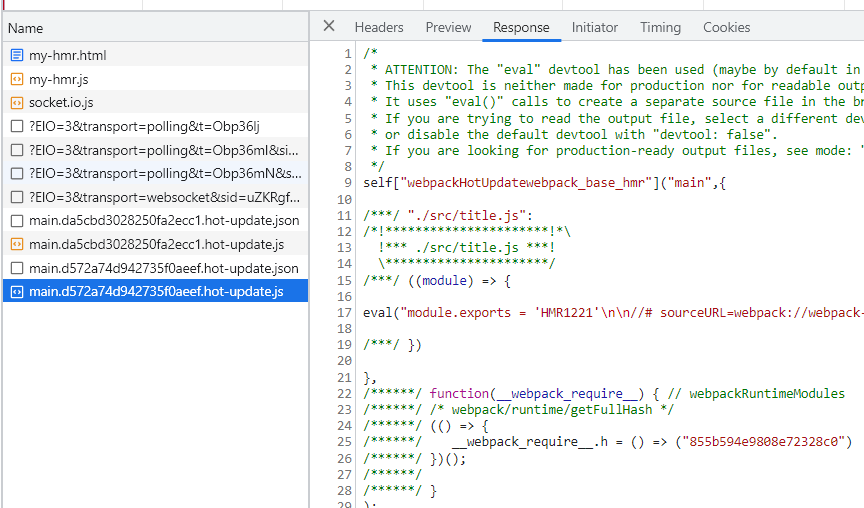 Name
my-hmr.html
my-hmr.js
socket.io.js
?EIO=3&transport=polling&t=Obp36lj
?EIO=3&transport=polling&t=Obp36mI&si...
?EIO=3&transport=polling&t=Obp36mN&s...
?EIO=3&transport=websocket&sid=uZKRgf...
main.da5cbd3028250fa2ecc1.hot-update.json
main.da5cbd3028250fa2ecc1.hot-update.js
main.d572a74d942735f0aeef.hot-update.json
main.d572a74d942735f0aeef.hot-update.js
Headers Preview Response Initiator Timing Cookies
1 /*
2 * ATTENTION: The "eval" devtool has been used (maybe by default in
3 * This devtool is neither made for production nor for readable outp
4 * It uses "eval()" calls to create a separate source file in the br
5 * If you are trying to read the output file, select a different dev
6 * or disable the default devtool with "devtool: false".
7 * If you are looking for production-ready output files, see mode: "
8 */
9 self["webpackHotUpdatewebpack_base_hmr"]("main",{
10
11 /***/ "./src/title.js":
12 /*!**********************!*\
13 !*** ./src/title.js ***!
14 \**********************/
15 /***/ ((module) => {
16
17 eval("module.exports = 'HMR1221'\n\n//# sourceURL=webpack://webpack-
18
19 /***/ })
20
21 },
22 /******/ function(__webpack_require__) { // webpackRuntimeModules
23 /******/ /* webpack/runtime/getFullHash */
24 /******/ (() => {
25 /******/ __webpack_require__.h = () => ("855b594e9808e72328c0")
26 /******/ })();
27 /******/
28 /******/ }
29 );